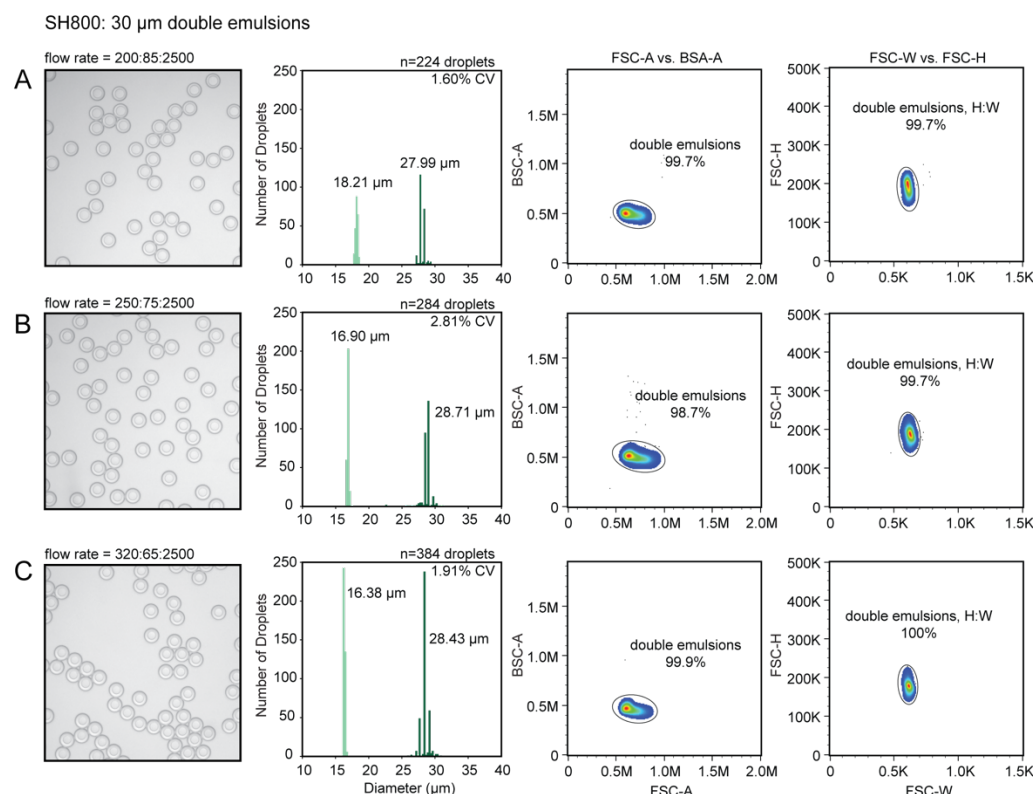 SH800: 30 µm double emulsions
A
flow rate = 200:85:2500
n=224 droplets
1.60% CV
18.21 µm
27.99 µm
Number of Droplets
250
200
150
100
50
0
10
15
20
25
30
35
40
FSC-A vs. BSA-A
double emulsions
99.7%
BSC-A
1.5M
1.0M
0.5M
0
0
0.5M
1.0M
1.5M
2.0M
FSC-W vs. FSC-H
double emulsions, H:W
99.7%
FSC-H
500K
400K
300K
200K
100K
0
0
0.5K
1.0K
1.5K
B
flow rate = 250:75:2500
n=284 droplets
2.81% CV
16.90 µm
28.71 µm
Number of Droplets
250
200
150
100
50
0
10
15
20
25
30
35
40
double emulsions
98.7%
BSC-A
1.5M
1.0M
0.5M
0
0
0.5M
1.0M
1.5M
2.0M
double emulsions, H:W
99.7%
FSC-H
500K
400K
300K
200K
100K
0
0
0.5K
1.0K
1.5K
C
flow rate = 320:65:2500
n=384 droplets
1.91% CV
16.38 µm
28.43 µm
Number of Droplets
250
200
150
100
50
0
10
15
20
25
30
35
40
Diameter (µm)
double emulsions
99.9%
BSC-A
1.5M
1.0M
0.5M
0
0
0.5M
1.0M
1.5M
2.0M
FSC-A
double emulsions, H:W
100%
FSC-H
500K
400K
300K
200K
100K
0
0
0.5K
1.0K
1.5K
FSC-W